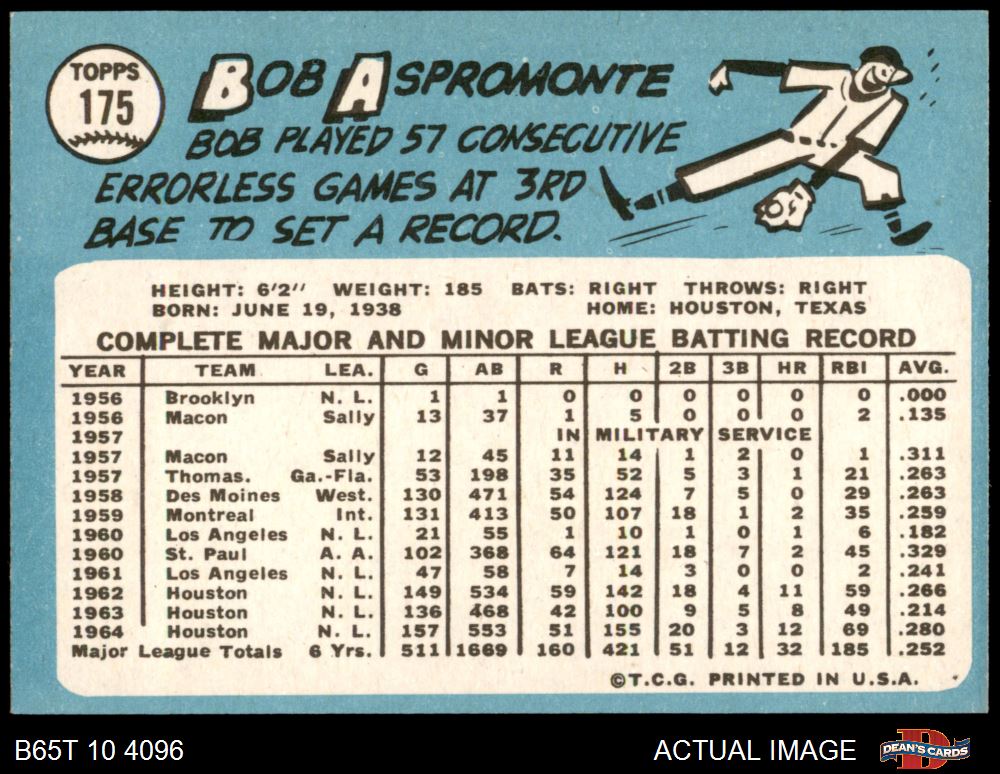 TOPPS
175
BOB ASPROMONTE
BOB PLAYED 57 CONSECUTIVE
ERRORLESS GAMES AT 3RD
BASE TO SET A RECORD.
HEIGHT: 6'2" WEIGHT: 185 BATS: RIGHT THROWS: RIGHT
BORN: JUNE 19, 1938 HOME: HOUSTON, TEXAS
COMPLETE MAJOR AND MINOR LEAGUE BATTING RECORD
YEAR TEAM LEA. G AB R H 2B 3B HR RBI AVG.
1956 Brooklyn N. L. 1 1 0 0 0 0 0 0 .000
1956 Macon Sally 13 37 1 5 0 0 0 2 .135
1957 IN MILITARY SERVICE
1957 Macon Sally 12 45 11 14 1 2 0 1 .311
1957 Thomas. Ga.-Fla. 53 198 35 52 5 3 1 21 .263
1958 Des Moines West. 130 471 54 124 7 5 0 29 .263
1959 Montreal Int. 131 413 50 107 18 1 2 35 .259
1960 Los Angeles N. L. 21 55 1 10 1 0 1 6 .182
1960 St. Paul A. A. 102 368 64 121 18 7 2 45 .329
1961 Los Angeles N. L. 47 58 7 14 3 0 0 2 .241
1962 Houston N. L. 149 534 59 142 18 4 11 59 .266
1963 Houston N. L. 136 468 42 100 9 5 8 49 .214
1964 Houston N. L. 157 553 51 155 20 3 12 69 .280
Major League Totals 6 Yrs. 511 1669 160 421 51 12 32 185 .252
©T.C.G. PRINTED IN U.S.A.
B65T 10 4096 ACTUAL IMAGE DEAN'S CARDS